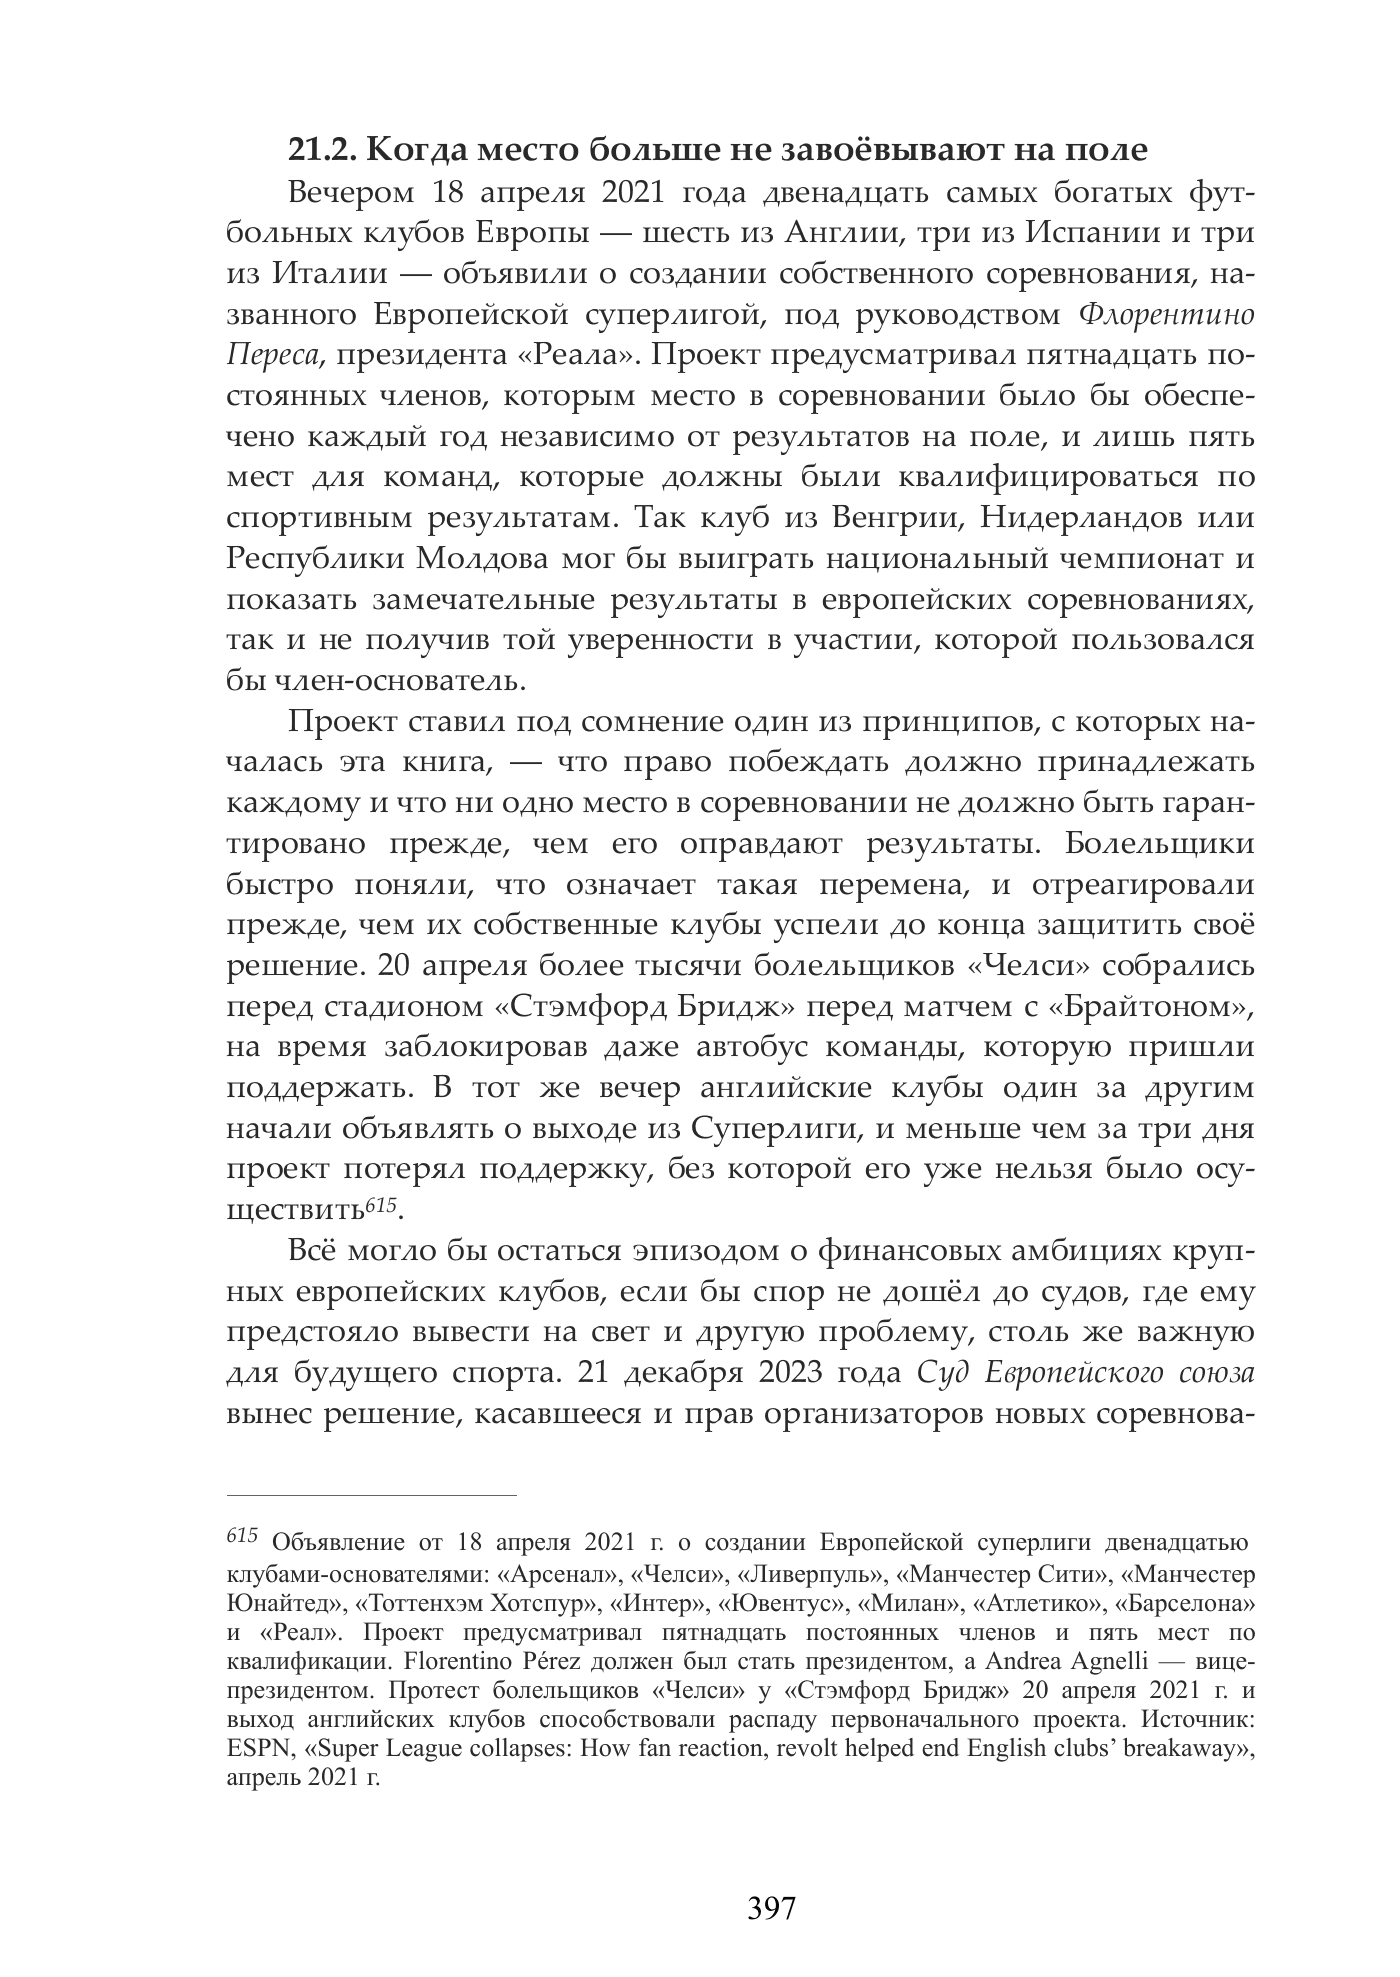 21.2. Когда место больше не завоёвывают на поле
Вечером 18 апреля 2021 года двенадцать самых богатых фут-
больных клубов Европы — шесть из Англии, три из Испании и три
из Италии — объявили о создании собственного соревнования, на-
званного Европейской суперлигой, под руководством Флорентино
Переса, президента «Реала». Проект предусматривал пятнадцать по-
стоянных членов, которым место в соревновании было бы обеспе-
чено каждый год независимо от результатов на поле, и лишь пять
мест для команд, которые должны были квалифицироваться по
спортивным результатам. Так клуб из Венгрии, Нидерландов или
Республики Молдова мог бы выиграть национальный чемпионат и
показать замечательные результаты в европейских соревнованиях,
так и не получив той уверенности в участии, которой пользовался
бы член-основатель.
Проект ставил под сомнение один из принципов, с которых на-
чалась эта книга, — что право побеждать должно принадлежать
каждому и что ни одно место в соревновании не должно быть гаран-
тировано прежде, чем его оправдают результаты. Болельщики
быстро поняли, что означает такая перемена, и отреагировали
прежде, чем их собственные клубы успели до конца защитить своё
решение. 20 апреля более тысячи болельщиков «Челси» собрались
перед стадионом «Стэмфорд Бридж» перед матчем с «Брайтоном»,
на время заблокировав даже автобус команды, которую пришли
поддержать. В тот же вечер английские клубы один за другим
начали объявлять о выходе из Суперлиги, и меньше чем за три дня
проект потерял поддержку, без которой его уже нельзя было осу-
ществить615.
Всё могло бы остаться эпизодом о финансовых амбициях круп-
ных европейских клубов, если бы спор не дошёл до судов, где ему
предстояло вывести на свет и другую проблему, столь же важную
для будущего спорта. 21 декабря 2023 года Суд Европейского союза
вынес решение, касавшееся и прав организаторов новых соревнова-
615 Объявление от 18 апреля 2021 г. о создании Европейской суперлиги двенадцатью
клубами-основателями: «Арсенал», «Челси», «Ливерпуль», «Манчестер Сити», «Манчестер
Юнайтед», «Тоттенхэм Хотспур», «Интер», «Ювентус», «Милан», «Атлетико», «Барселона»
и «Реал». Проект предусматривал пятнадцать постоянных членов и пять мест по
квалификации. Florentino Pérez должен был стать президентом, а Andrea Agnelli — вице-
президентом. Протест болельщиков «Челси» у «Стэмфорд Бридж» 20 апреля 2021 г. и
выход английских клубов способствовали распаду первоначального проекта. Источник:
ESPN, «Super League collapses: How fan reaction, revolt helped end English clubs’ breakaway»,
апрель 2021 г.
397